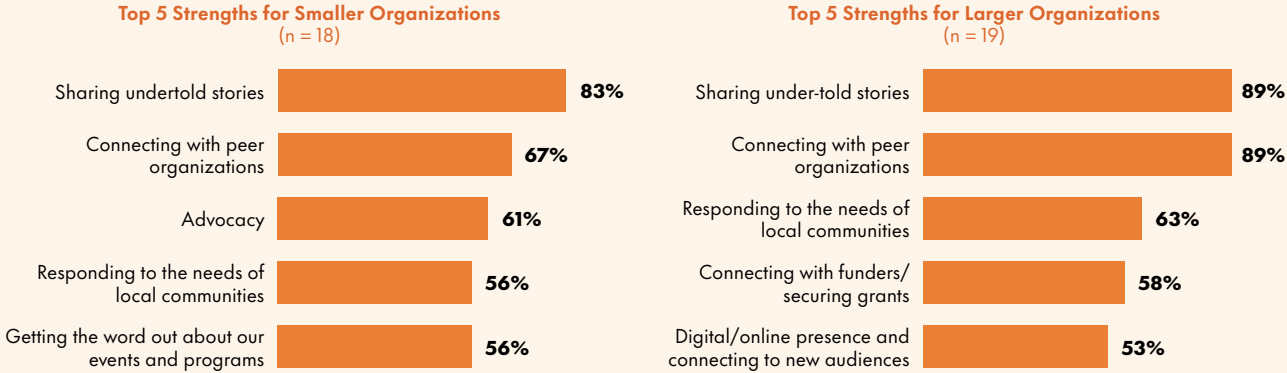 Top 5 Strengths for Smaller Organizations
(n = 18)
Sharing undertold stories
83%
Connecting with peer
organizations
67%
Advocacy
61%
Responding to the needs of
local communities
56%
Getting the word out about our
events and programs
56%
Top 5 Strengths for Larger Organizations
(n = 19)
Sharing under-told stories
89%
Connecting with peer
organizations
89%
Responding to the needs of
local communities
63%
Connecting with funders/
securing grants
58%
Digital/online presence and
connecting to new audiences
53%